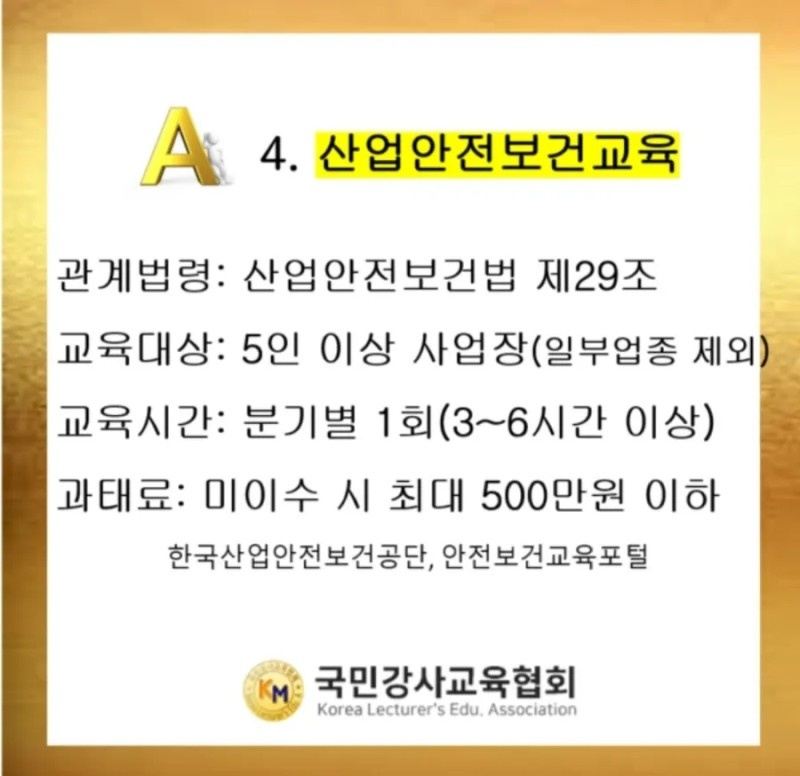 A 4. 산업안전보건교육
관계법령: 산업안전보건법 제29조
교육대상: 5인 이상 사업장(일부업종 제외)
교육시간: 분기별 1회(3~6시간 이상)
과태료: 미이수 시 최대 500만원 이하
한국산업안전보건공단, 안전보건교육포털
KM
국민강사교육협회
Korea Lecturer's Edu. Association